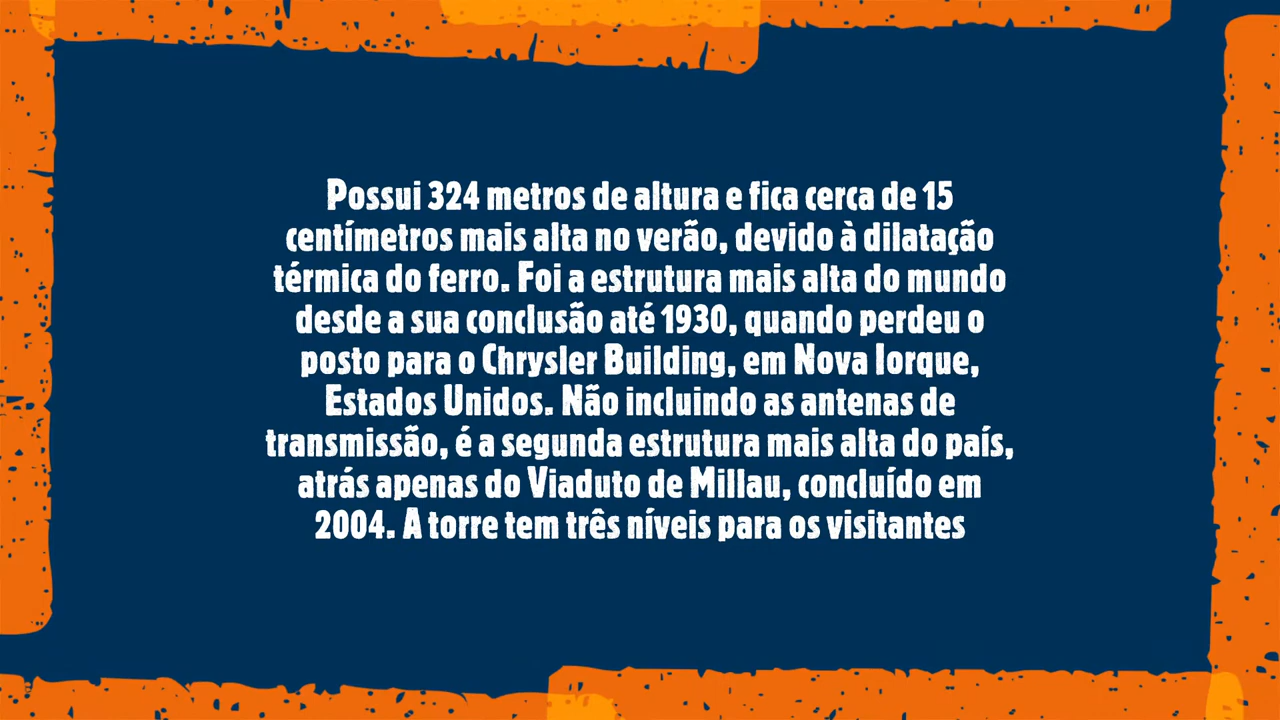 Possui 324 metros de altura e fica cerca de 15
centímetros mais alta no verão, devido à dilatação
térmica do ferro. Foi a estrutura mais alta do mundo
desde a sua conclusão até 1930, quando perdeu o
posto para o Chrysler Building, em Nova Iorque,
Estados Unidos. Não incluindo as antenas de
transmissão, é a segunda estrutura mais alta do país,
atrás apenas do Viaduto de Millau, concluído em
2004. A torre tem três níveis para os visitantes